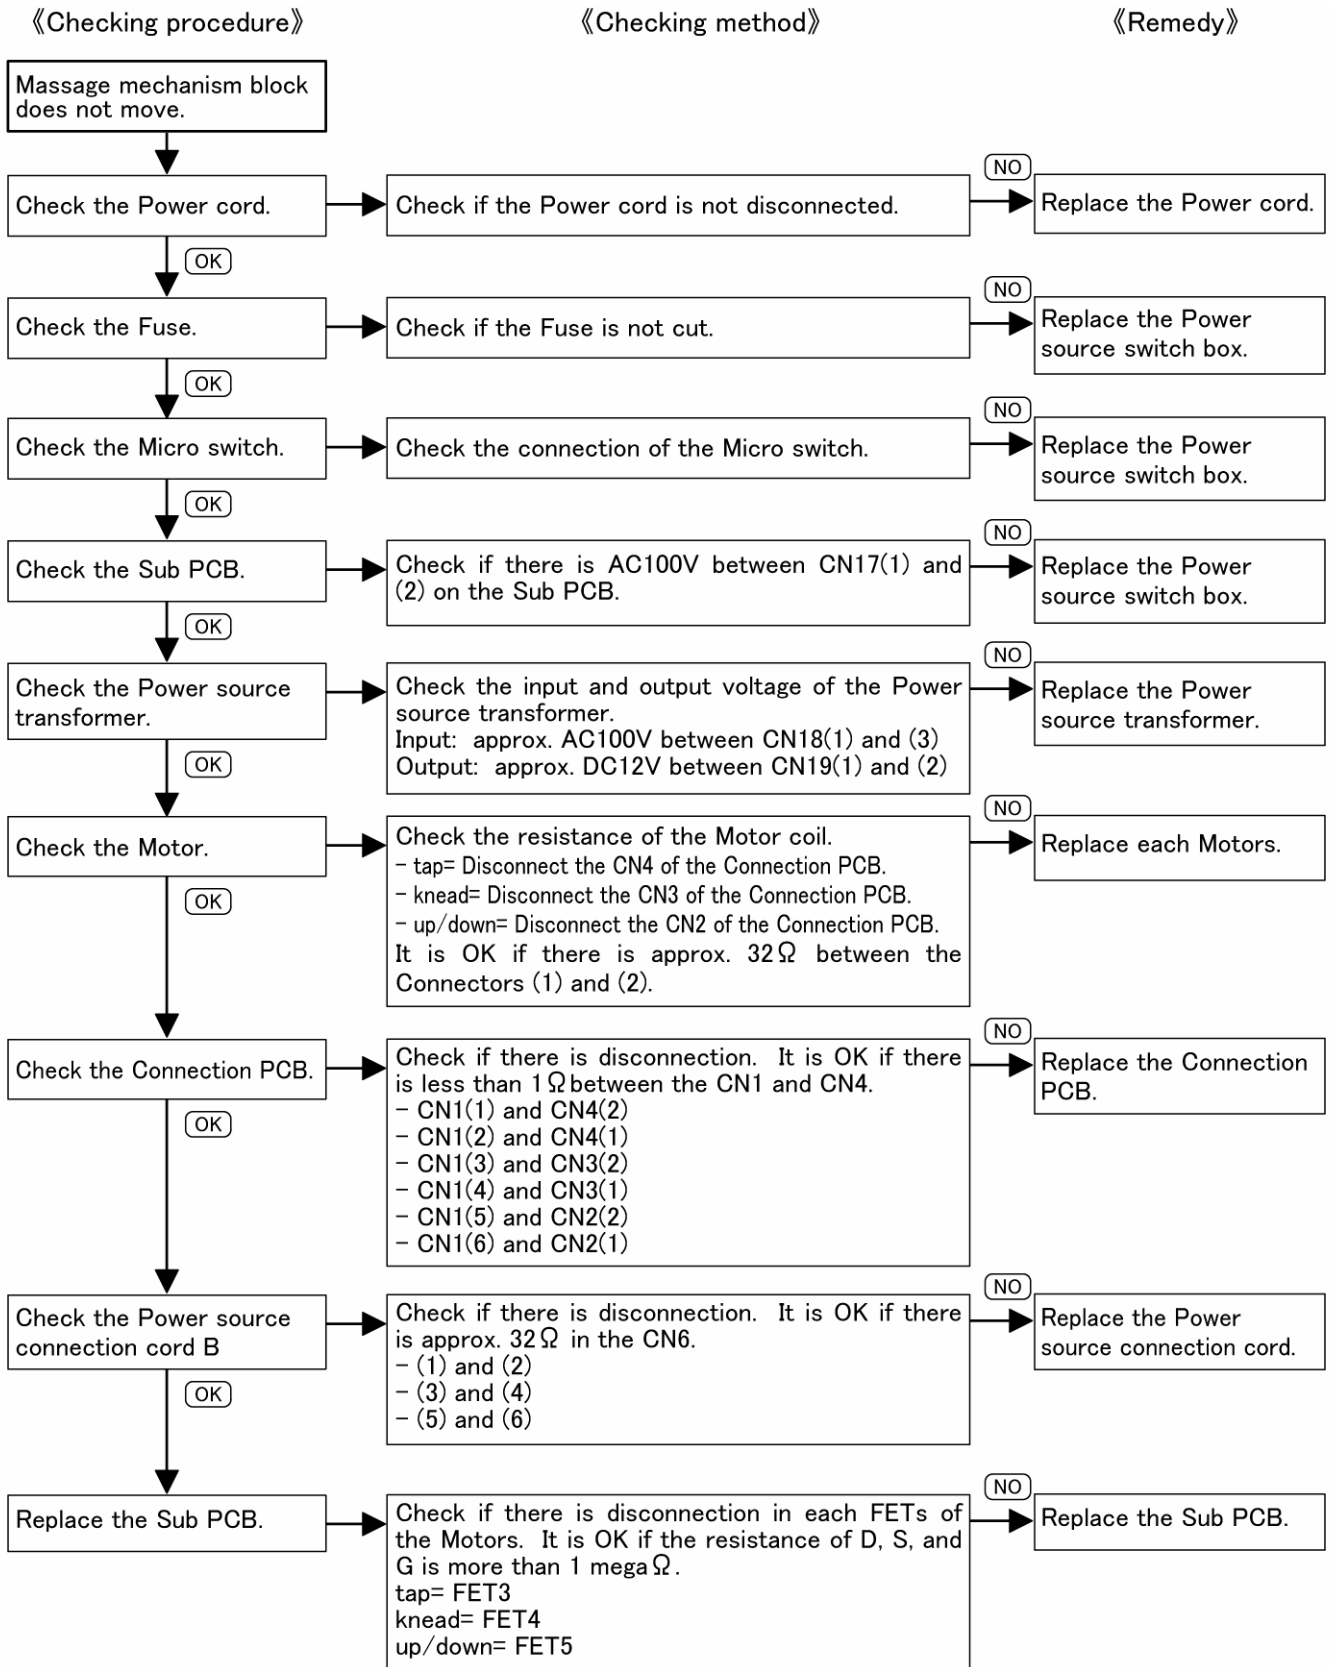 《Checking procedure》
《Checking method》
《Remedy》
Massage mechanism block
does not move.
Check the Power cord.
Check if the Power cord is not disconnected.
NO
Replace the Power cord.
OK
Check the Fuse.
Check if the Fuse is not cut.
NO
Replace the Power
source switch box.
OK
Check the Micro switch.
Check the connection of the Micro switch.
NO
Replace the Power
source switch box.
OK
Check the Sub PCB.
Check if there is AC100V between CN17(1) and
(2) on the Sub PCB.
NO
Replace the Power
source switch box.
OK
Check the Power source
transformer.
Check the input and output voltage of the Power
source transformer.
Input: approx. AC100V between CN18(1) and (3)
Output: approx. DC12V between CN19(1) and (2)
NO
Replace the Power
source transformer.
OK
Check the Motor.
Check the resistance of the Motor coil.
- tap= Disconnect the CN4 of the Connection PCB.
- knead= Disconnect the CN3 of the Connection PCB.
- up/down= Disconnect the CN2 of the Connection PCB.
It is OK if there is approx. 32Ω between the
Connectors (1) and (2).
NO
Replace each Motors.
OK
Check the Connection PCB.
Check if there is disconnection. It is OK if there
is less than 1Ω between the CN1 and CN4.
- CN1(1) and CN4(2)
- CN1(2) and CN4(1)
- CN1(3) and CN3(2)
- CN1(4) and CN3(1)
- CN1(5) and CN2(2)
- CN1(6) and CN2(1)
NO
Replace the Connection
PCB.
OK
Check the Power source
connection cord B
Check if there is disconnection. It is OK if there
is approx. 32Ω in the CN6.
- (1) and (2)
- (3) and (4)
- (5) and (6)
NO
Replace the Power
source connection cord.
OK
Replace the Sub PCB.
Check if there is disconnection in each FETs of
the Motors. It is OK if the resistance of D, S, and
G is more than 1 mega Ω.
tap= FET3
knead= FET4
up/down= FET5
NO
Replace the Sub PCB.